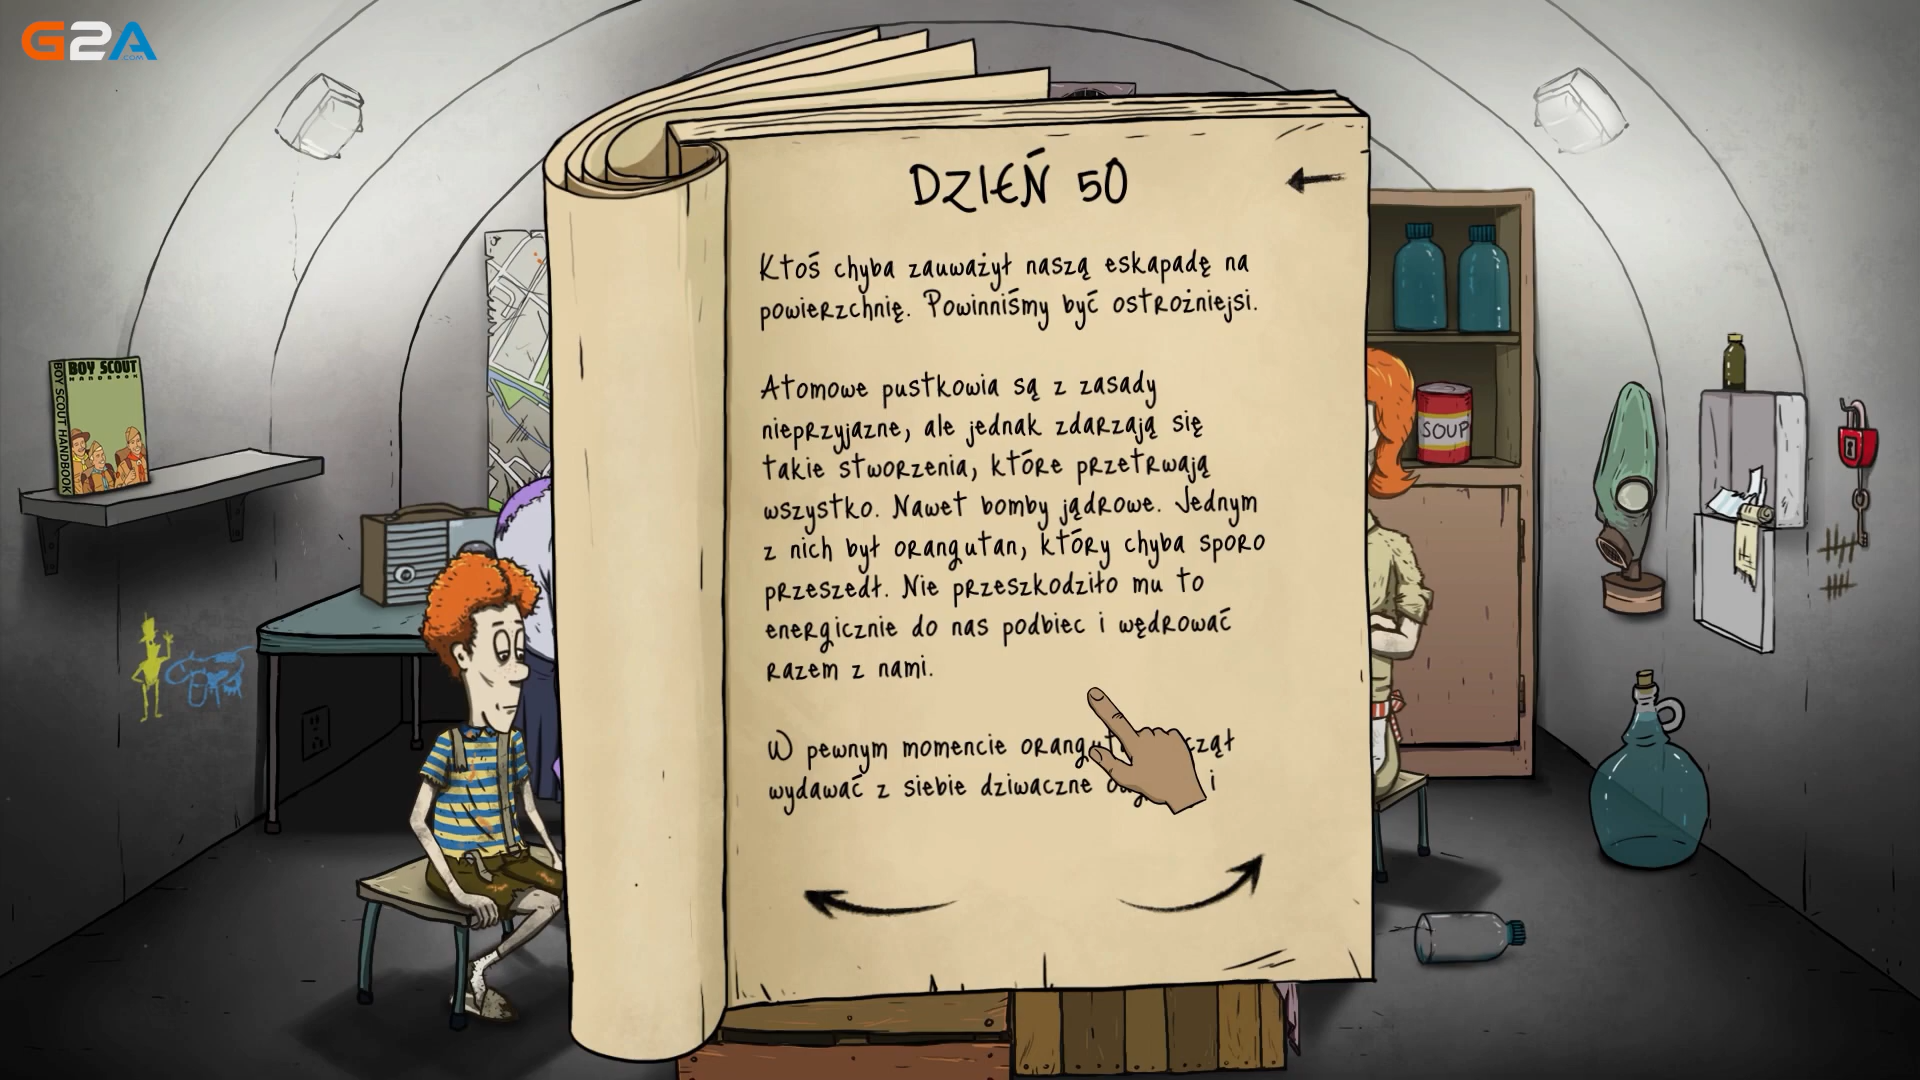 G2A
.COM
DZIEŃ 50
Ktoś chyba zauważył naszą eskapadę na
powierzchnię. Powinniśmy być ostrożniejsi.
Atomowe pustkowia są z zasady
nieprzyjazne, ale jednak zdarzają się
takie stworzenia, które przetrwają
wszystko. Nawet bomby jądrowe. Jednym
z nich był orangutan, który chyba sporo
przeszedł. Nie przeszkodziło mu to
energicznie do nas podbiec i wędrować
razem z nami.
W pewnym momencie
wydawać z siebie dziwaczne i
BOY SCOUT
HANDBOOK
BOY SCOUT HANDBOOK
SOUP